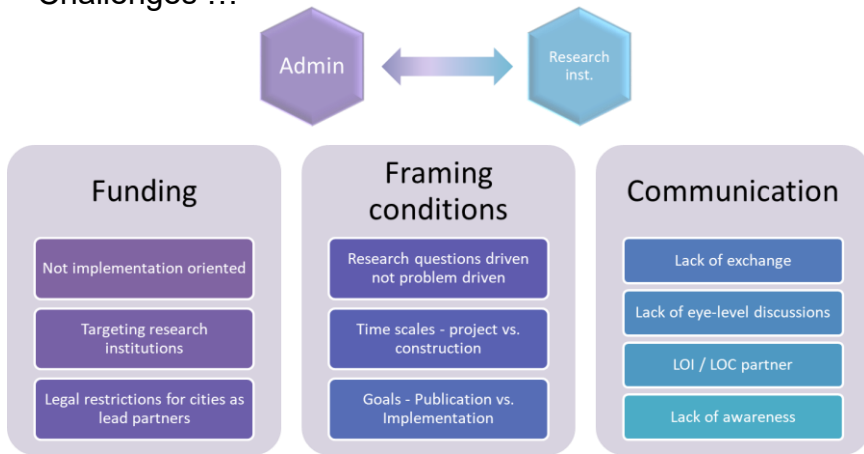 Challenges …
Admin
Research
inst.
Funding
Not implementation oriented
Targeting research
institutions
Legal restrictions for cities as
lead partners
Framing
conditions
Research questions driven
not problem driven
Time scales - project vs.
construction
Goals - Publication vs.
Implementation
Communication
Lack of exchange
Lack of eye-level discussions
LOI / LOC partner
Lack of awareness